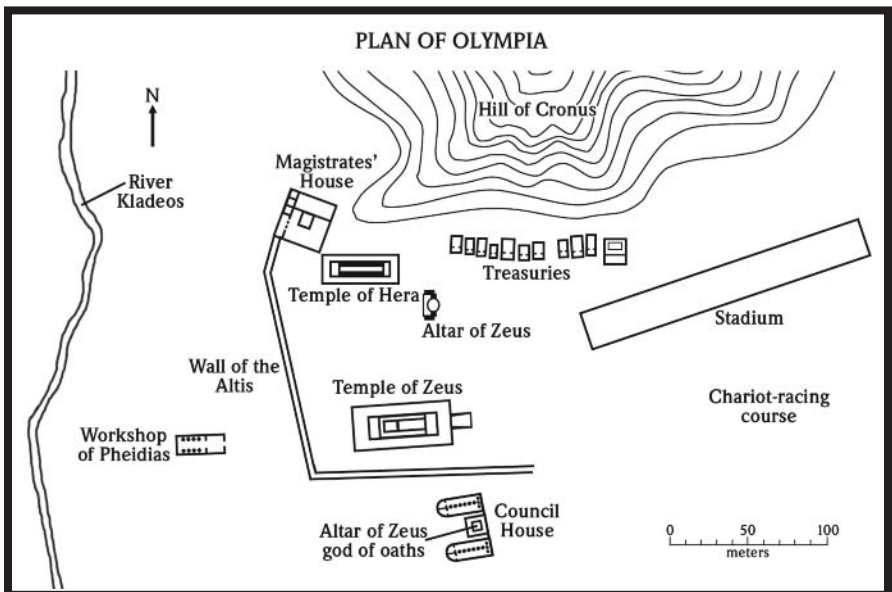 PLAN OF OLYMPIA
N
Hill of Cronus
Magistrates'
House
River
Kladeos
Treasuries
Temple of Hera
Altar of Zeus
Stadium
Wall of the
Altis
Temple of Zeus
Chariot-racing
course
Workshop
of Pheidias
Council
House
Altar of Zeus
god of oaths
0 50 100
meters